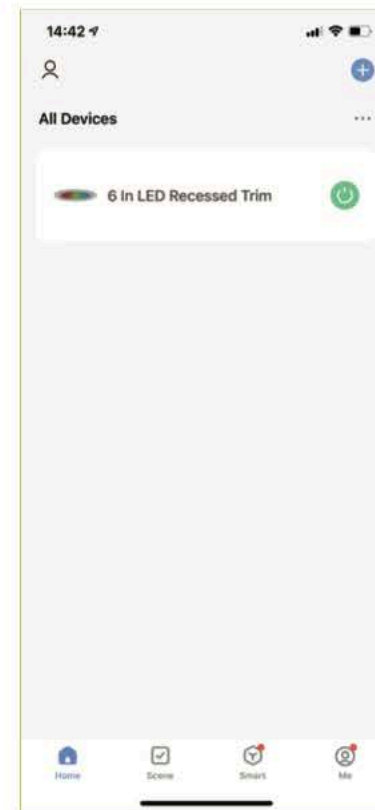 14:42
All Devices
6 In LED Recessed Trim
Home
Scene
Smart
Me